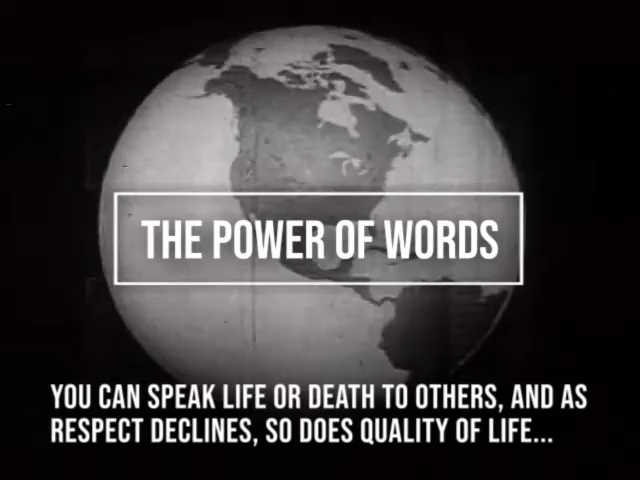 THE POWER OF WORDS
YOU CAN SPEAK LIFE OR DEATH TO OTHERS, AND AS
RESPECT DECLINES, SO DOES QUALITY OF LIFE...